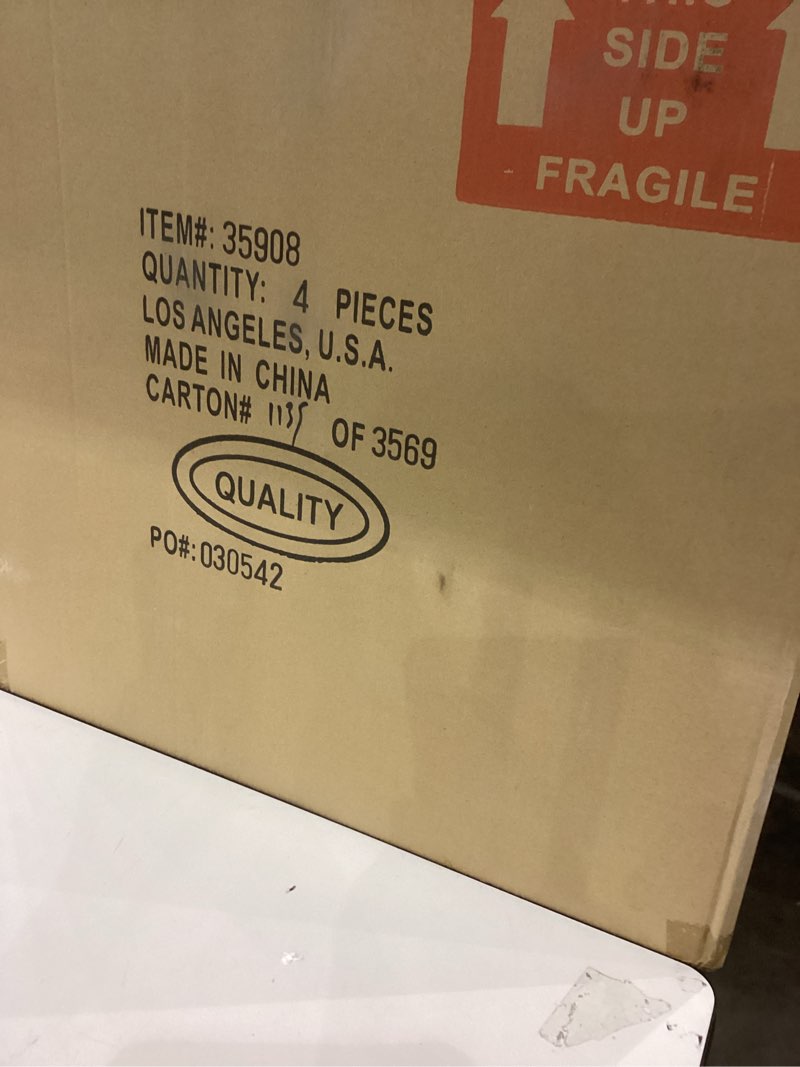 SIDE
UP
FRAGILE
ITEM#: 35908
QUANTITY: 4 PIECES
LOS ANGELES, U.S.A.
MADE IN CHINA
CARTON# 1135 OF 3569
QUALITY
PO#: 030542